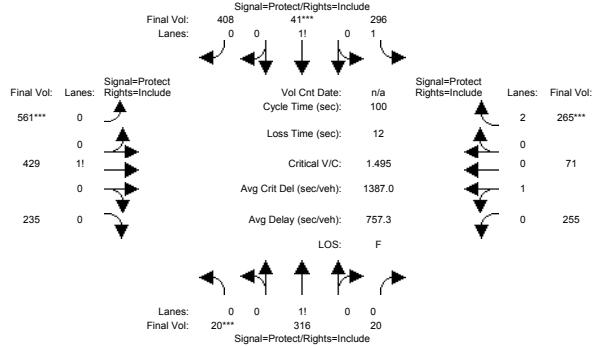 Signal=Protect/Rights=Include
Final Vol: 408 41*** 296
Lanes: 0 0 1! 0 1
Signal=Protect
Final Vol: Lanes: Rights=Include
Vol Cnt Date: n/a
Signal=Protect
Rights=Include Lanes: Final Vol:
Cycle Time (sec): 100
561*** 0
2 265***
Loss Time (sec): 12
0
0
429 1!
Critical V/C: 1.495
0 71
0
Avg Crit Del (sec/veh): 1387.0
1
235 0
Avg Delay (sec/veh): 757.3
0 255
LOS: F
Lanes: 0 0 1! 0 0
Final Vol: 20*** 316 20
Signal=Protect/Rights=Include